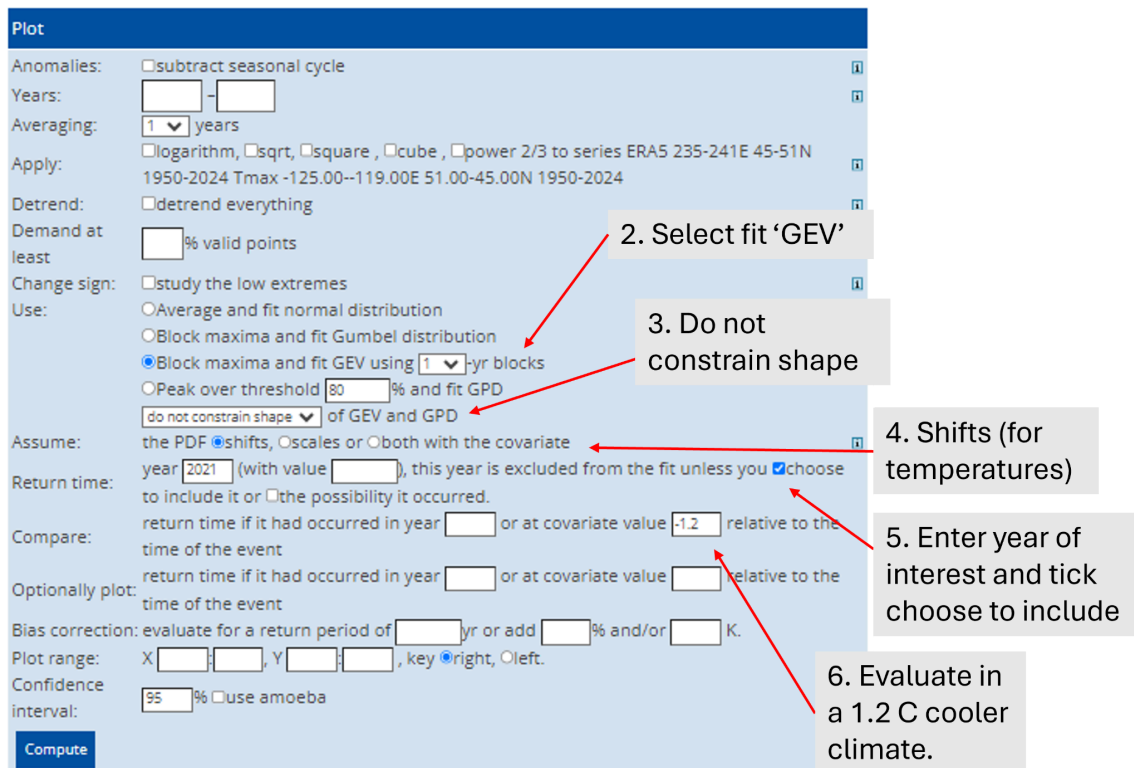 Plot
Anomalies: subtract seasonal cycle
Years: –
Averaging: 1 years
Apply: logarithm, sqrt, square , cube , power 2/3 to series ERA5 235-241E 45-51N
1950-2024 Tmax -125.00--119.00E 51.00-45.00N 1950-2024
Detrend: detrend everything
Demand at
least % valid points
Change sign: study the low extremes
Use: Average and fit normal distribution
Block maxima and fit Gumbel distribution
Block maxima and fit GEV using 1 -yr blocks
Peak over threshold 80 % and fit GPD
do not constrain shape of GEV and GPD
Assume: the PDF shifts, scales or both with the covariate
Return time: year 2021 (with value ), this year is excluded from the fit unless you choose
to include it or the possibility it occurred.
Compare: return time if it had occurred in year or at covariate value -1.2 relative to the
time of the event
Optionally plot: return time if it had occurred in year or at covariate value relative to the
time of the event
Bias correction: evaluate for a return period of yr or add % and/or K.
Plot range: X : , Y : , key right, left.
Confidence
interval: 95 % use amoeba
Compute
2. Select fit ‘GEV’
3. Do not
constrain shape
4. Shifts (for
temperatures)
5. Enter year of
interest and tick
choose to include
6. Evaluate in
a 1.2 C cooler
climate.